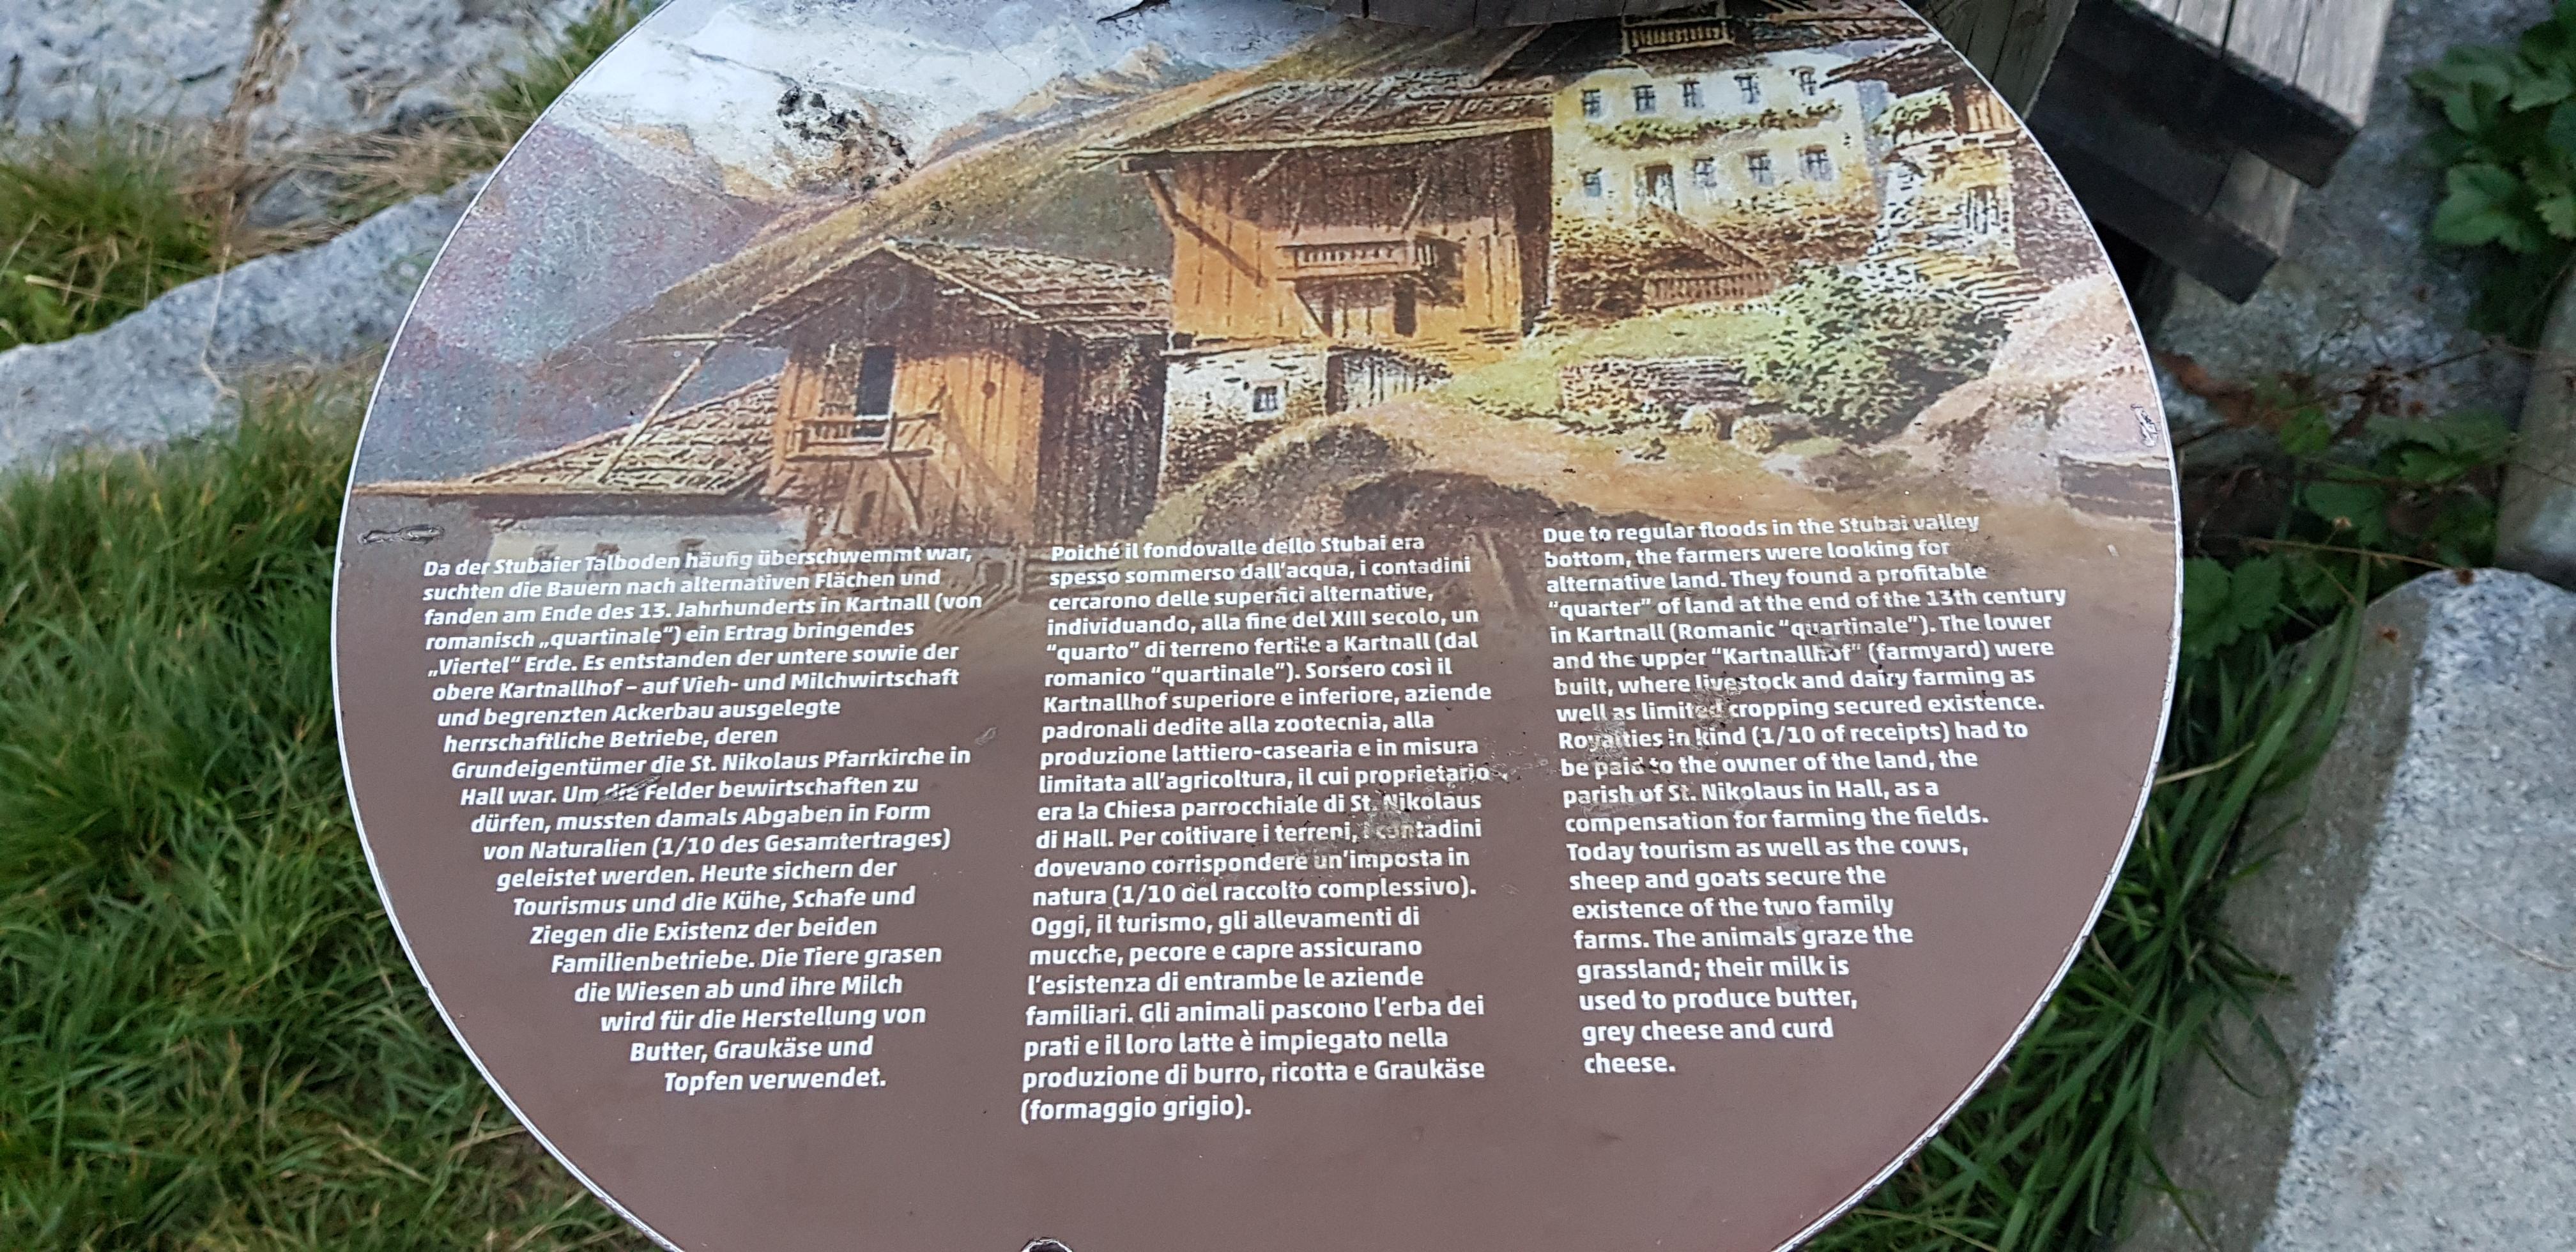 Da der Stubaier Talboden häufig überschwemmt war,
suchten die Bauern nach alternativen Flächen und
fanden am Ende des 13. Jahrhunderts in Kartnall (von
romanisch „quartinale“) ein Ertrag bringendes
„Viertel“ Erde. Es entstanden der untere sowie der
obere Kartnallhof – auf Vieh- und Milchwirtschaft
und begrenzten Ackerbau ausgelegte
herrschaftliche Betriebe, deren
Grundeigentümer die St. Nikolaus Pfarrkirche in
Hall war. Um die Felder bewirtschaften zu
dürfen, mussten damals Abgaben in Form
von Naturalien (1/10 des Gesamtertrages)
geleistet werden. Heute sichern der
Tourismus und die Kühe, Schafe und
Ziegen die Existenz der beiden
Familienbetriebe. Die Tiere grasen
die Wiesen ab und ihre Milch
wird für die Herstellung von
Butter, Graukäse und
Topfen verwendet.
Poiché il fondovalle dello Stubai era
spesso sommerso dall’acqua, i contadini
cercarono delle superfici alternative,
individuando, alla fine del XIII secolo, un
“quarto” di terreno fertile a Kartnall (dal
romanico “quartinale”). Sorsero così il
Kartnallhof superiore e inferiore, aziende
padronali dedite alla zootecnia, alla
produzione lattiero-casearia e in misura
limitata all’agricoltura, il cui proprietario
era la Chiesa parrocchiale di St. Nikolaus
di Hall. Per coltivare i terreni, i contadini
dovevano corrispondere un’imposta in
natura (1/10 del raccolto complessivo).
Oggi, il turismo, gli allevamenti di
mucche, pecore e capre assicurano
l’esistenza di entrambe le aziende
familiari. Gli animali pascono l’erba dei
prati e il loro latte è impiegato nella
produzione di burro, ricotta e Graukäse
(formaggio grigio).
Due to regular floods in the Stubai valley
bottom, the farmers were looking for
alternative land. They found a profitable
“quarter” of land at the end of the 13th century
in Kartnall (Romanic “quartinale”). The lower
and the upper “Kartnallhof” (farmyard) were
built, where livestock and dairy farming as
well as limited cropping secured existence.
Royalties in kind (1/10 of receipts) had to
be paid to the owner of the land, the
parish of St. Nikolaus in Hall, as a
compensation for farming the fields.
Today tourism as well as the cows,
sheep and goats secure the
existence of the two family
farms. The animals graze the
grassland; their milk is
used to produce butter,
grey cheese and curd
cheese.